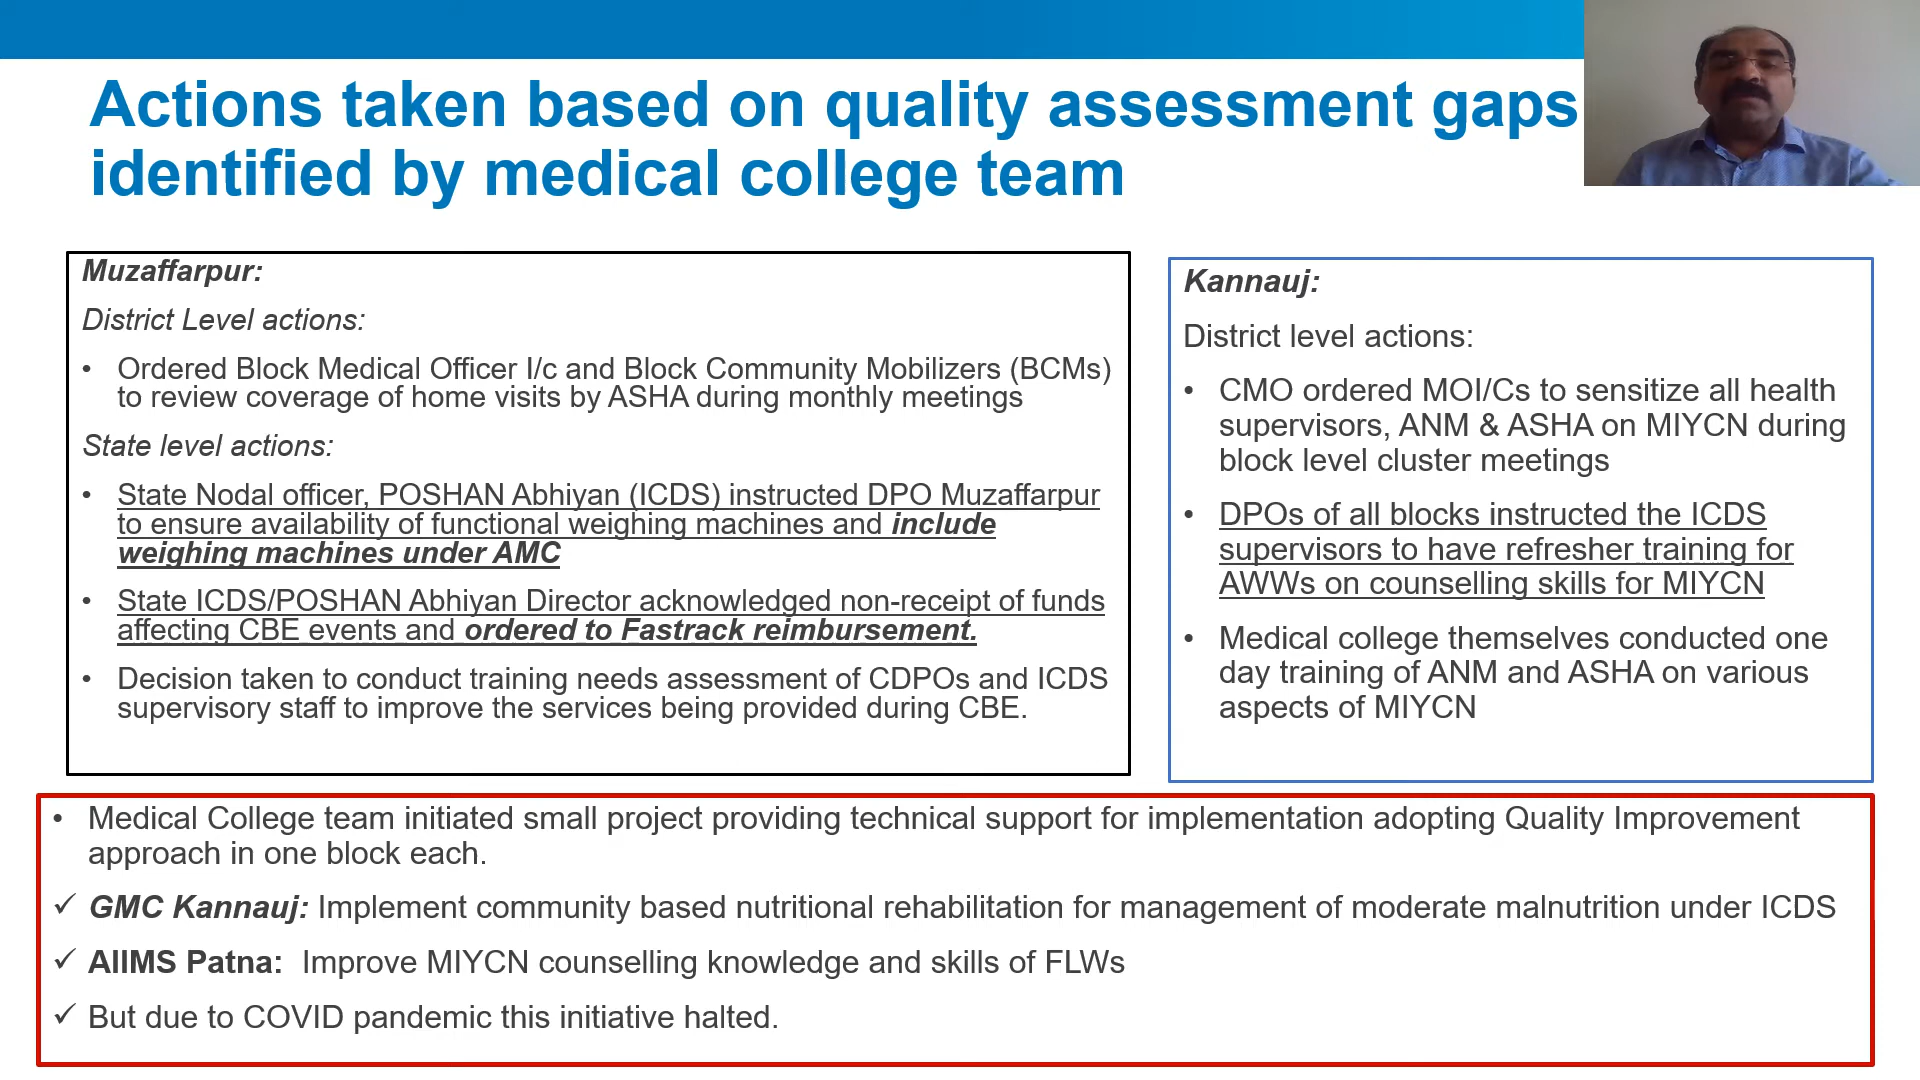 Actions taken based on quality assessment gaps
identified by medical college team
Muzaffarpur:
District Level actions:
• Ordered Block Medical Officer I/c and Block Community Mobilizers (BCMs)
to review coverage of home visits by ASHA during monthly meetings
State level actions:
• State Nodal officer, POSHAN Abhiyan (ICDS) instructed DPO Muzaffarpur
to ensure availability of functional weighing machines and include
weighing machines under AMC
• State ICDS/POSHAN Abhiyan Director acknowledged non-receipt of funds
affecting CBE events and ordered to Fastrack reimbursement.
• Decision taken to conduct training needs assessment of CDPOs and ICDS
supervisory staff to improve the services being provided during CBE.
Kannauj:
District level actions:
• CMO ordered MOI/Cs to sensitize all health
supervisors, ANM & ASHA on MIYCN during
block level cluster meetings
• DPOs of all blocks instructed the ICDS
supervisors to have refresher training for
AWWs on counselling skills for MIYCN
• Medical college themselves conducted one
day training of ANM and ASHA on various
aspects of MIYCN
• Medical College team initiated small project providing technical support for implementation adopting Quality Improvement
approach in one block each.
✓ GMC Kannauj: Implement community based nutritional rehabilitation for management of moderate malnutrition under ICDS
✓ AIIMS Patna: Improve MIYCN counselling knowledge and skills of FLWs
✓ But due to COVID pandemic this initiative halted.